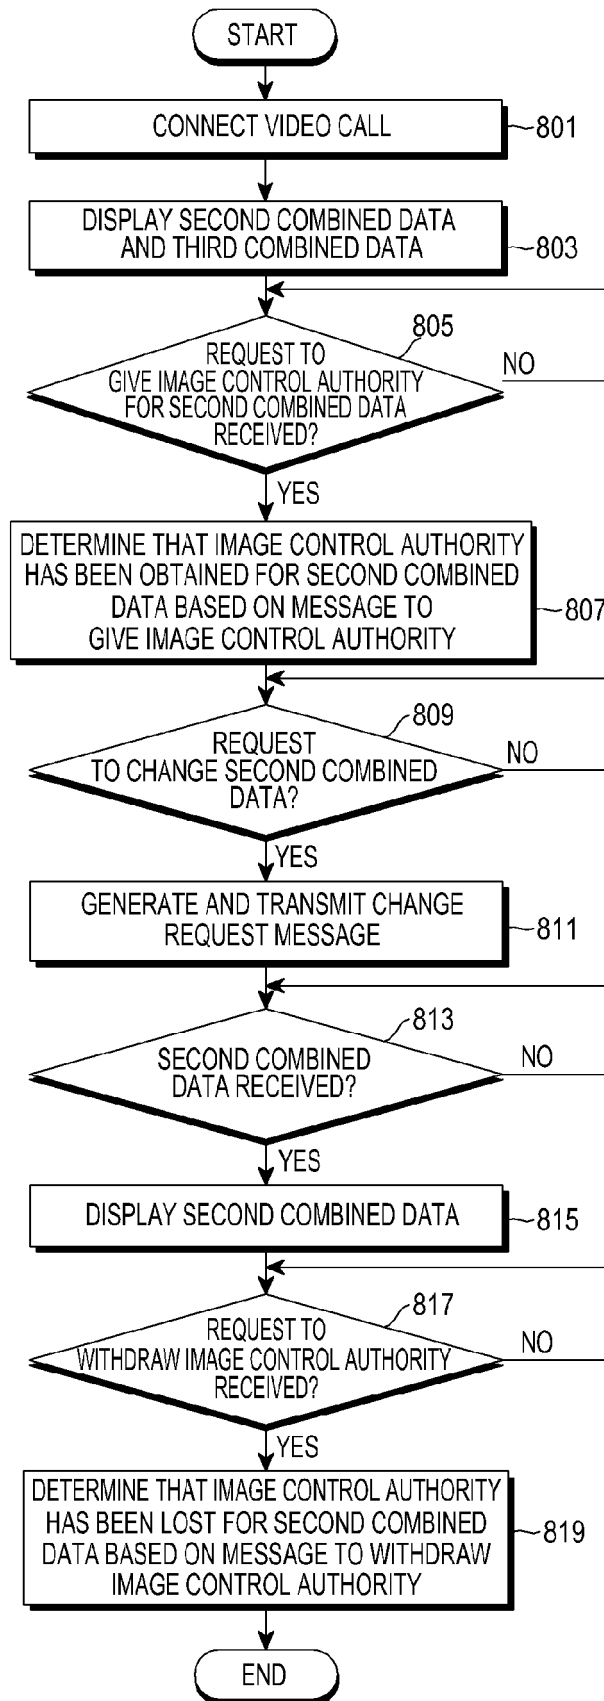 START
CONNECT VIDEO CALL
801
DISPLAY SECOND COMBINED DATA
AND THIRD COMBINED DATA
803
805
REQUEST TO
GIVE IMAGE CONTROL AUTHORITY
FOR SECOND COMBINED DATA
RECEIVED?
NO
YES
DETERMINE THAT IMAGE CONTROL AUTHORITY
HAS BEEN OBTAINED FOR SECOND COMBINED
DATA BASED ON MESSAGE TO
GIVE IMAGE CONTROL AUTHORITY
807
809
REQUEST
TO CHANGE SECOND COMBINED
DATA?
NO
YES
GENERATE AND TRANSMIT CHANGE
REQUEST MESSAGE
811
813
SECOND COMBINED
DATA RECEIVED?
NO
YES
DISPLAY SECOND COMBINED DATA
815
817
REQUEST TO
WITHDRAW IMAGE CONTROL AUTHORITY
RECEIVED?
NO
YES
DETERMINE THAT IMAGE CONTROL AUTHORITY
HAS BEEN LOST FOR SECOND COMBINED
DATA BASED ON MESSAGE TO WITHDRAW
IMAGE CONTROL AUTHORITY
819
END